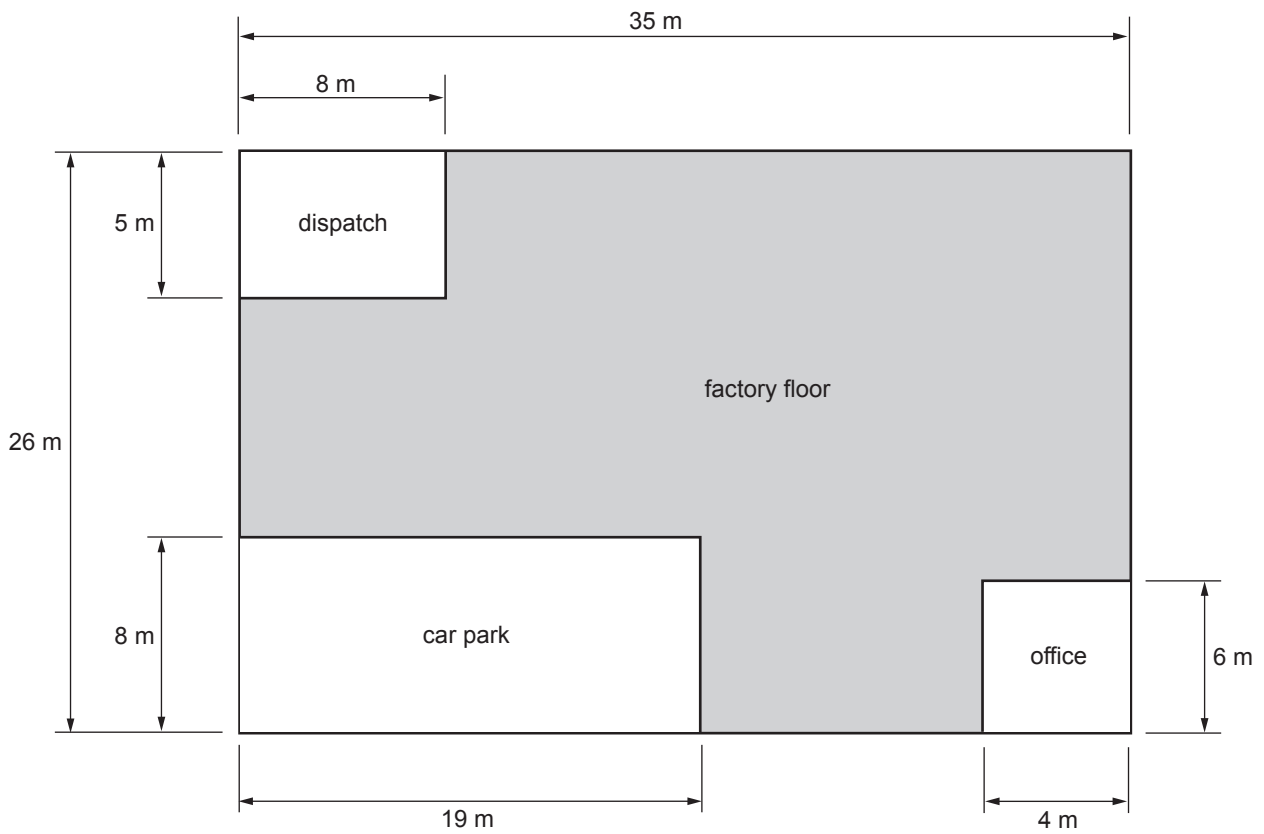 35 m
8 m
5 m
dispatch
factory floor
26 m
8 m
car park
office
6 m
19 m
4 m